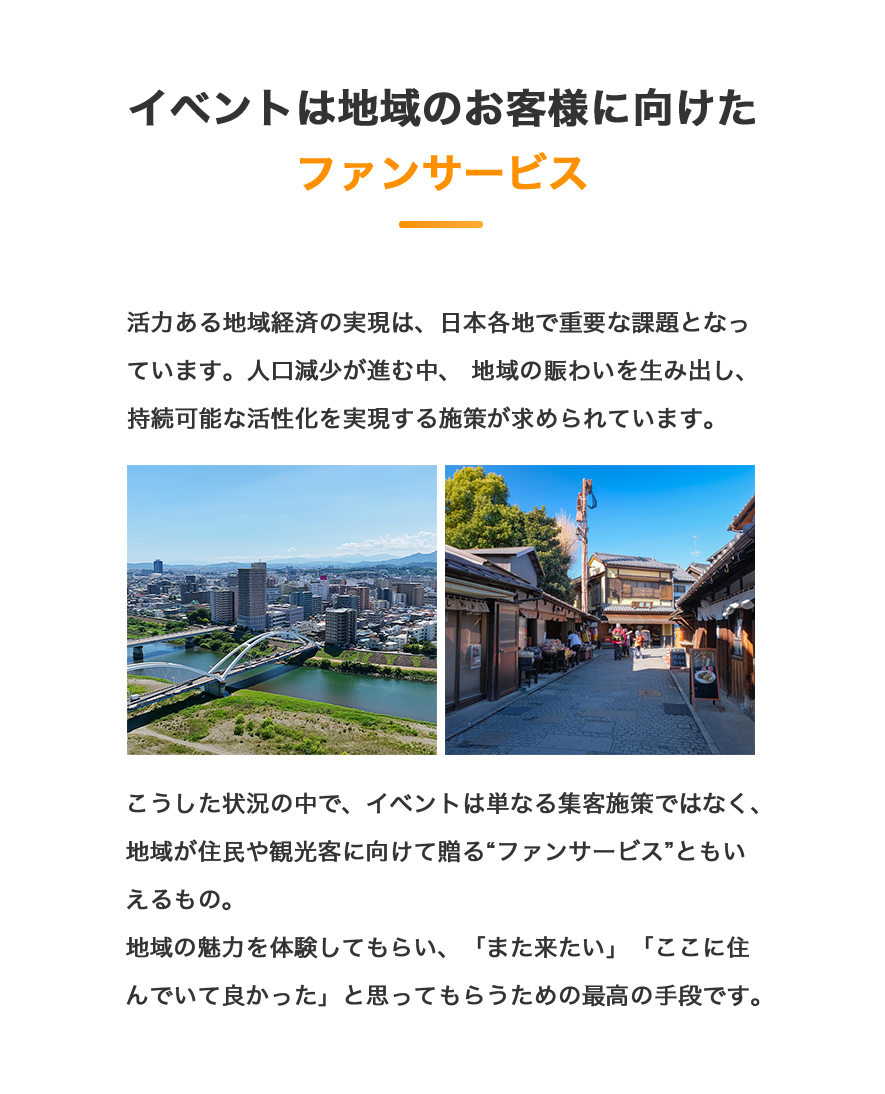 イベントは地域のお客様に向けた
ファンサービス
活力ある地域経済の実現は、日本各地で重要な課題となっ
ています。人口減少が進む中、 地域の賑わいを生み出し、
持続可能な活性化を実現する施策が求められています。
こうした状況の中で、イベントは単なる集客施策ではなく、
地域が住民や観光客に向けて贈る“ファンサービス”ともい
えるもの。
地域の魅力を体験してもらい、「また来たい」「ここに住
んでいて良かった」と思ってもらうための最高の手段です。